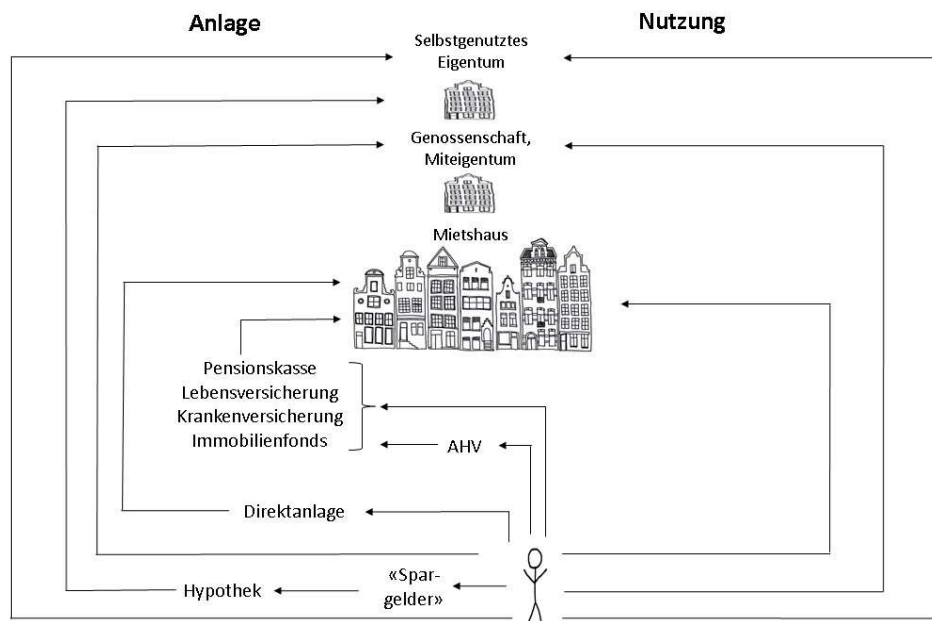 Anlage
Nutzung
Selbstgenutztes
Eigentum
Genossenschaft,
Miteigentum
Mietshaus
Pensionskasse
Lebensversicherung
Krankenversicherung
Immobilienfonds
AHV
Direktanlage
Hypothek
«Spar-
gelder»